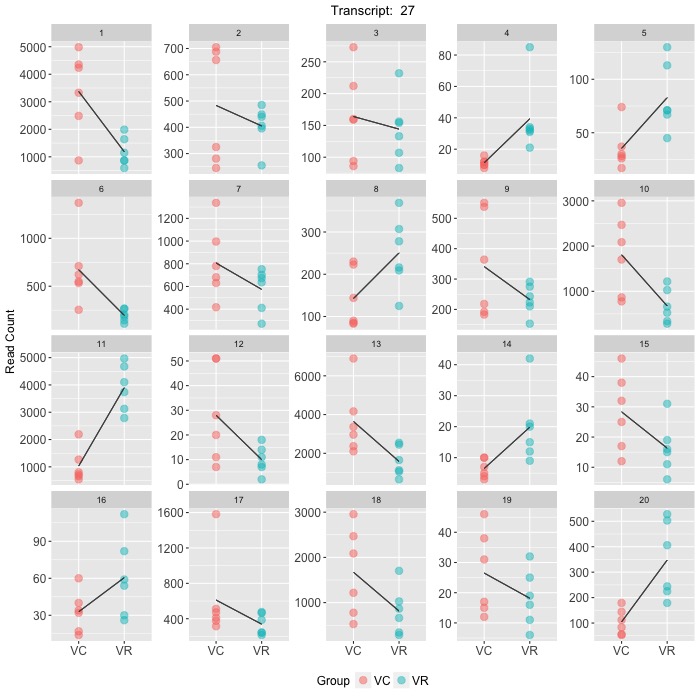 Transcript:  27
1 2 3 4 5
5000 4000 3000 2000 1000
700 600 500 400 300
250 200 150 100
80 60 40 20
100 50
6 7 8 9 10
1000 500
1200 1000 800 600 400
300 200 100
500 400 300 200
3000 2000 1000
Read Count
11 12 13 14 15
5000 4000 3000 2000 1000
50 40 30 20 10 0
6000 4000 2000
40 30 20 10
40 30 20 10
16 17 18 19 20
90 60 30
1600 1200 800 400
3000 2000 1000
40 30 20 10
500 400 300 200 100
VC VR VC VR VC VR VC VR VC VR
Group VC VR